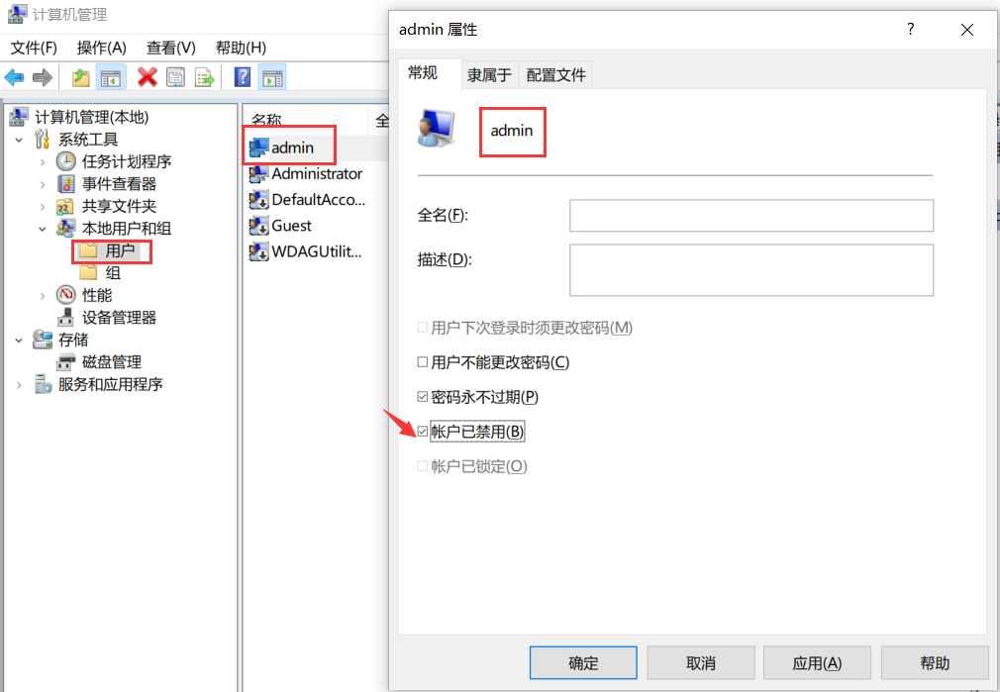 计算机管理
文件(F) 操作(A) 查看(V) 帮助(H)
计算机管理(本地)
系统工具
任务计划程序
事件查看器
共享文件夹
本地用户和组
用户
组
性能
设备管理器
存储
磁盘管理
服务和应用程序
名称 全
admin
Administrator
DefaultAcco...
Guest
WDAGUtilit...
admin 属性
常规 隶属于 配置文件
admin
全名(F):
描述(D):
用户下次登录时须更改密码(M)
用户不能更改密码(C)
密码永不过期(P)
帐户已禁用(B)
帐户已锁定(O)
确定 取消 应用(A) 帮助